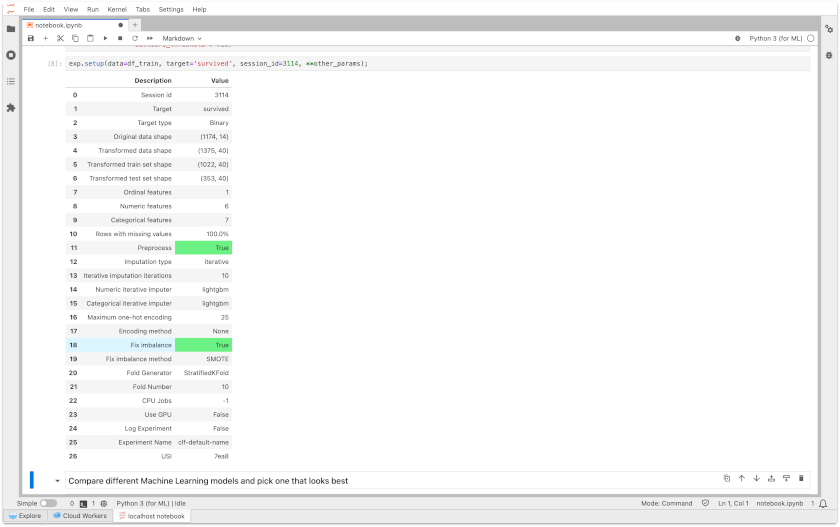 File Edit View Run Kernel Tabs Settings Help
notebook.ipynb
Markdown
Python 3 (for ML)
[8]: exp.setup(data=df_train, target='survived', session_id=3114, **other_params);
Description Value
0 Session id 3114
1 Target survived
2 Target type Binary
3 Original data shape (1174, 14)
4 Transformed data shape (1375, 40)
5 Transformed train set shape (1022, 40)
6 Transformed test set shape (353, 40)
7 Ordinal features 1
8 Numeric features 6
9 Categorical features 7
10 Rows with missing values 100.0%
11 Preprocess True
12 Imputation type iterative
13 Iterative imputation iterations 10
14 Numeric iterative imputer lightgbm
15 Categorical iterative imputer lightgbm
16 Maximum one-hot encoding 25
17 Encoding method None
18 Fix imbalance True
19 Fix imbalance method SMOTE
20 Fold Generator StratifiedKFold
21 Fold Number 10
22 CPU Jobs -1
23 Use GPU False
24 Log Experiment False
25 Experiment Name clf-default-name
26 USI 7ea8
Compare different Machine Learning models and pick one that looks best
Simple 0 1 Python 3 (for ML) | Idle Mode: Command Ln 1, Col 1 notebook.ipynb 1
Explore Cloud Workers localhost notebook